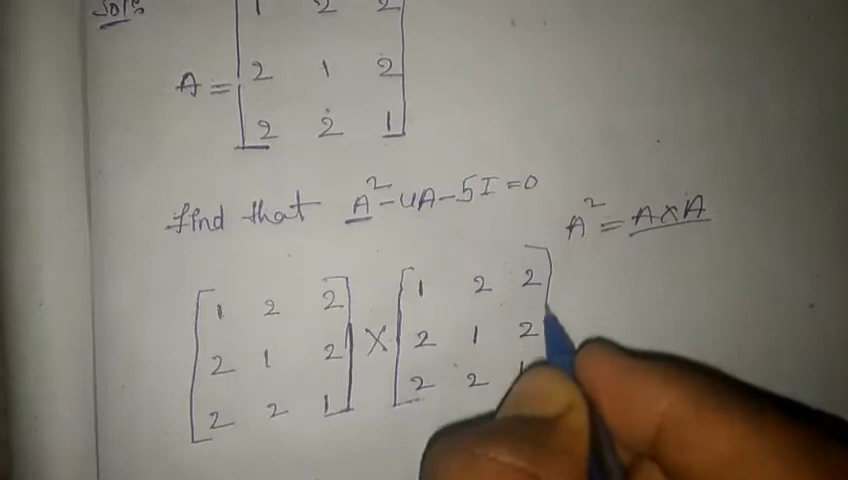 Soln
1 2 2
A = 2 1 2
2 2 1
find that A² - 4A - 5I = 0
A² = A × A
1 2 2 1 2 2
2 1 2 × 2 1 2
2 2 1 2 2 1